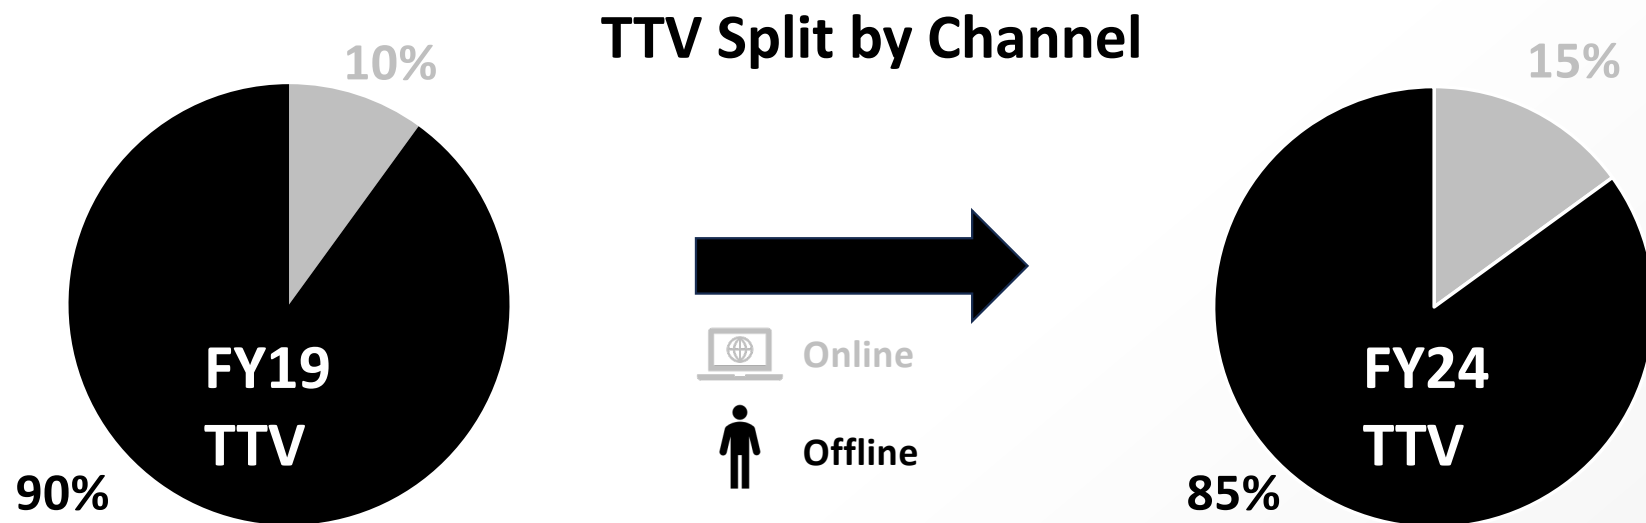 TTV Split by Channel
10%
FY19
TTV
90%
Online
Offline
15%
FY24
TTV
85%